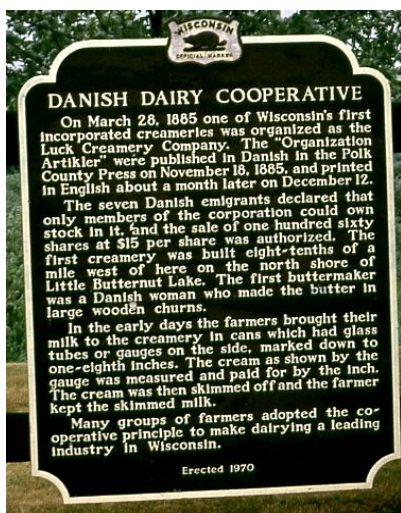 WISCONSIN
OFFICIAL MARKER
DANISH DAIRY COOPERATIVE
On March 28, 1885 one of Wisconsin's first
incorporated creameries was organized as the
Luck Creamery Company. The "Organization
Artikler" were published in Danish in the Polk
County Press on November 18, 1885, and printed
in English about a month later on December 12.
The seven Danish emigrants declared that
only members of the corporation could own
stock in it, and the sale of one hundred sixty
shares at $15 per share was authorized. The
first creamery was built eight-tenths of a
mile west of here on the north shore of
Little Butternut Lake. The first buttermaker
was a Danish woman who made the butter in
large wooden churns.
In the early days the farmers brought their
milk to the creamery in cans which had glass
tubes or gauges on the side, marked down to
one-eighth inches. The cream as shown by the
gauge was measured and paid for by the inch.
The cream was then skimmed off and the farmer
kept the skimmed milk.
Many groups of farmers adopted the co-
operative principle to make dairying a leading
industry in Wisconsin.
Erected 1970